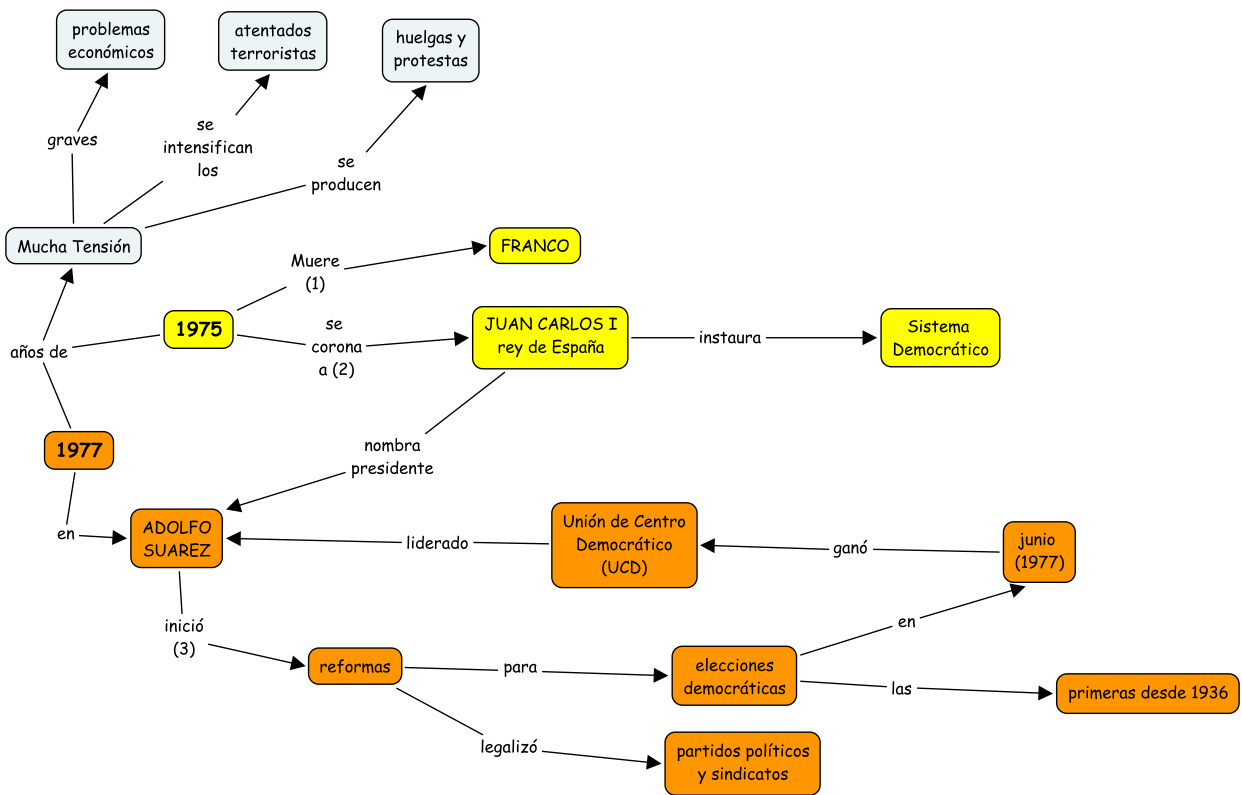 problemas
económicos
atentados
terroristas
huelgas y
protestas
graves
se
intensifican
los
se
producen
Mucha Tensión
Muere
(1)
FRANCO
1975
se
corona
a (2)
JUAN CARLOS I
rey de España
instaura
Sistema
Democrático
años de
1977
nombra
presidente
en
ADOLFO
SUAREZ
liderado
Unión de Centro
Democrático
(UCD)
ganó
junio
(1977)
inició
(3)
reformas
para
elecciones
democráticas
en
las
primeras desde 1936
legalizó
partidos políticos
y sindicatos